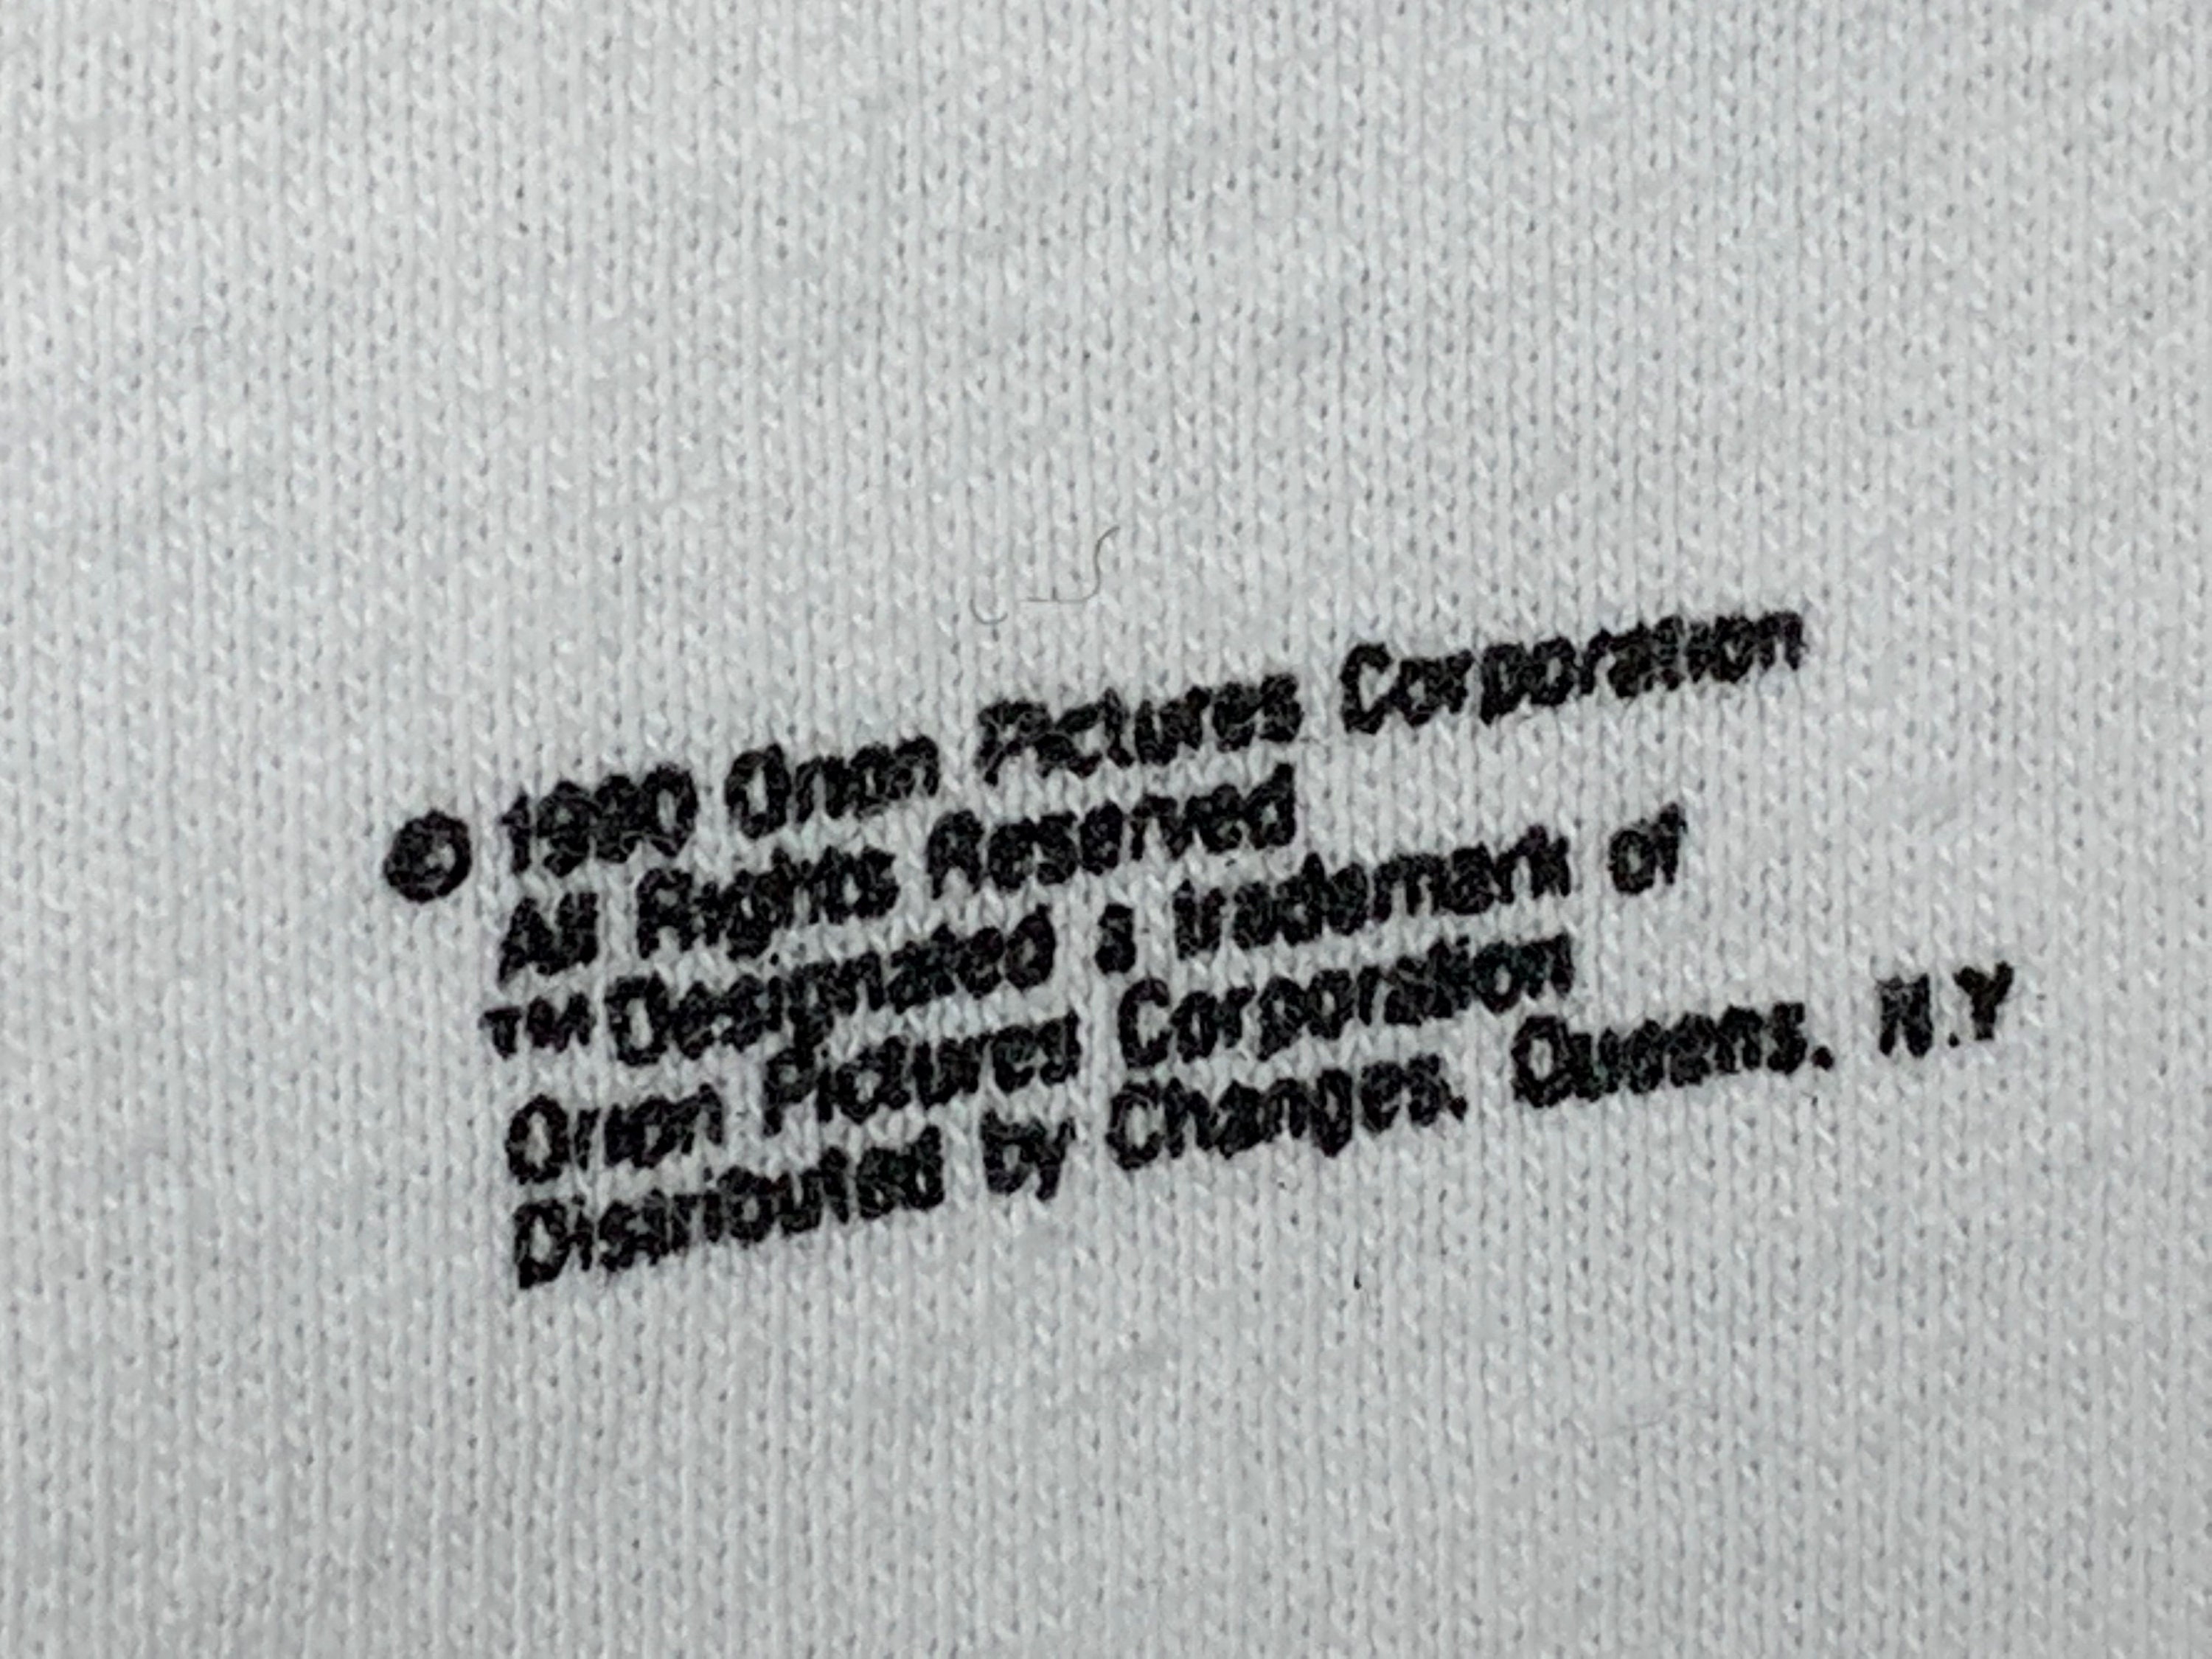 © 1990 Orion Pictures Corporation
All Rights Reserved
™ Designated a trademark of
Orion Pictures Corporation
Distributed by Changes, Queens, N.Y